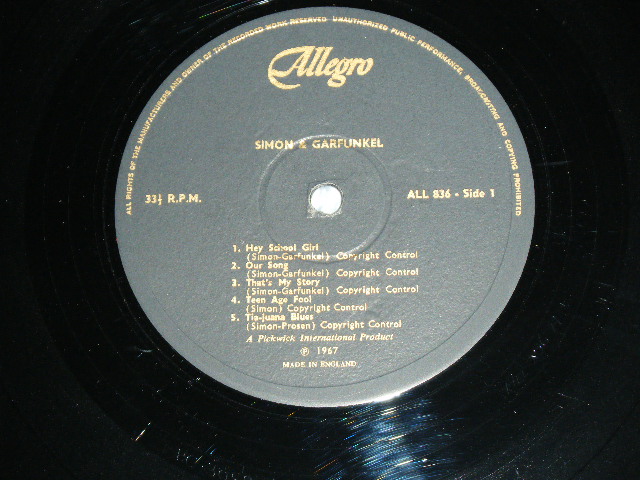 ALL RIGHTS OF THE MANUFACTURERS AND OWNER OF THE RECORDED WORK RESERVED UNAUTHORISED PUBLIC PERFORMANCE, BROADCASTING AND COPYING PROHIBITED
Allegro
SIMON & GARFUNKEL
33⅓ R.P.M.
ALL 836 - Side 1
1. Hey School Girl
(Simon-Garfunkel) Copyright Control
2. Our Song
(Simon-Garfunkel) Copyright Control
3. That's My Story
(Simon-Garfunkel) Copyright Control
4. Teen Age Fool
(Simon) Copyright Control
5. Tia-juana Blues
(Simon-Prosen) Copyright Control
A Pickwick International Product
℗ 1967
MADE IN ENGLAND